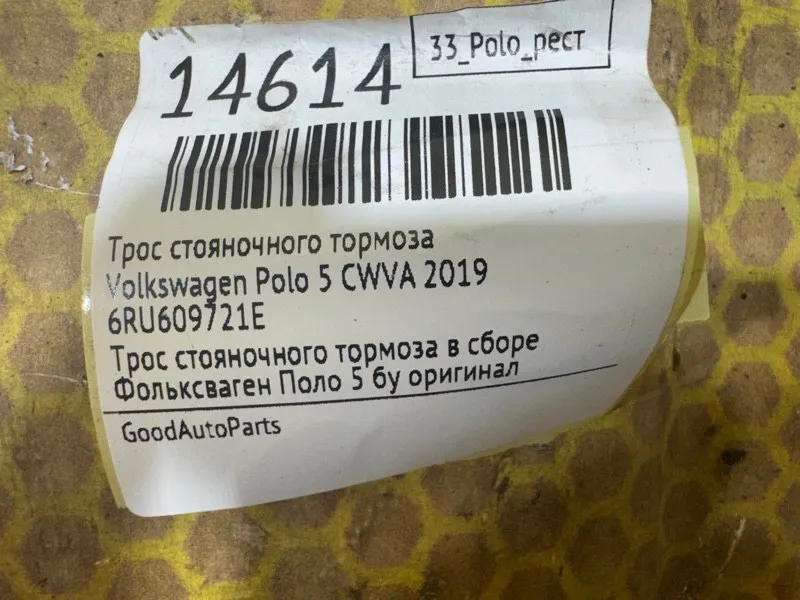 33_Polo_рест
14614
Трос стояночного тормоза
Volkswagen Polo 5 CWVA 2019
6RU609721E
Трос стояночного тормоза в сборе
Фольксваген Поло 5 бу оригинал
GoodAutoParts